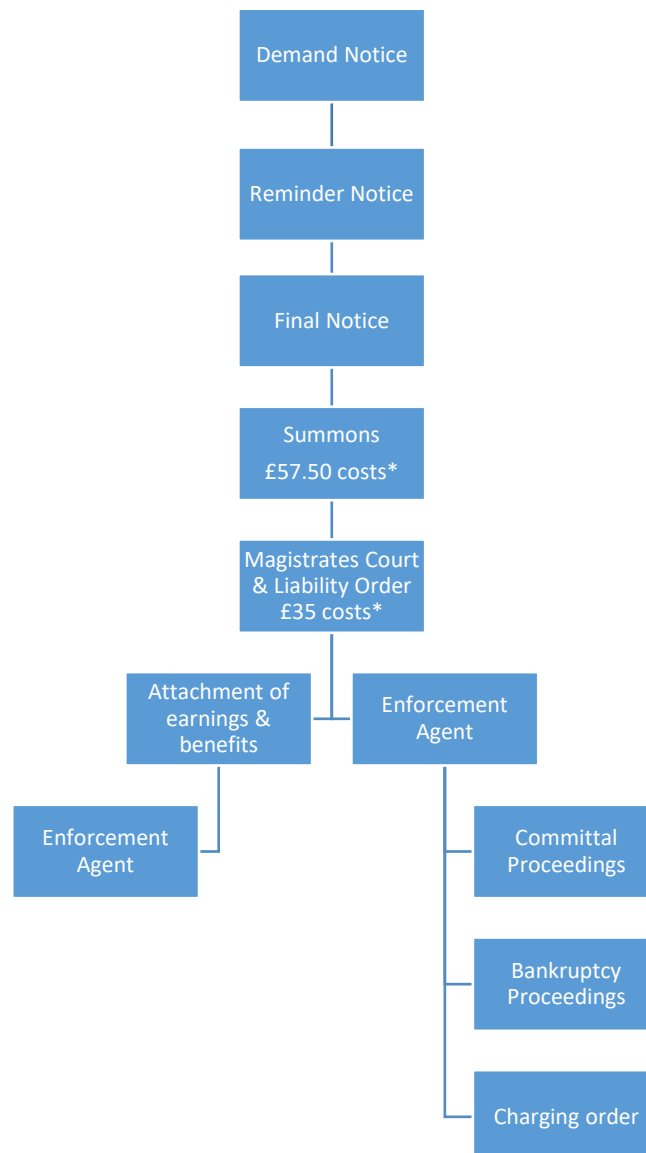 Demand Notice
Reminder Notice
Final Notice
Summons
£57.50 costs*
Magistrates Court
& Liability Order
£35 costs*
Attachment of
earnings &
benefits
Enforcement
Agent
Enforcement
Agent
Committal
Proceedings
Bankruptcy
Proceedings
Charging order